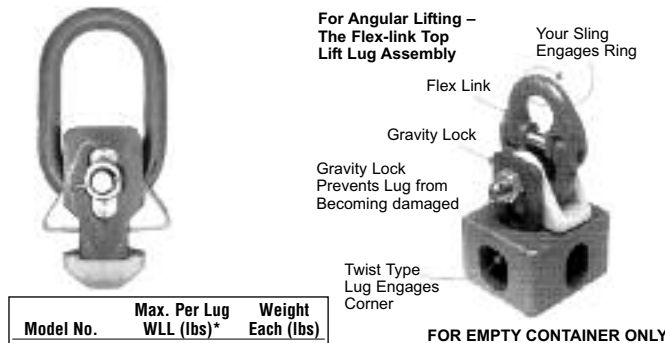 For Angular Lifting –
The Flex-link Top
Lift Lug Assembly
Your Sling
Engages Ring
Flex Link
Gravity Lock
Gravity Lock
Prevents Lug from
Becoming damaged
Twist Type
Lug Engages
Corner
FOR EMPTY CONTAINER ONLY
Model No.
Max. Per Lug
WLL (lbs)*
Weight
Each (lbs)